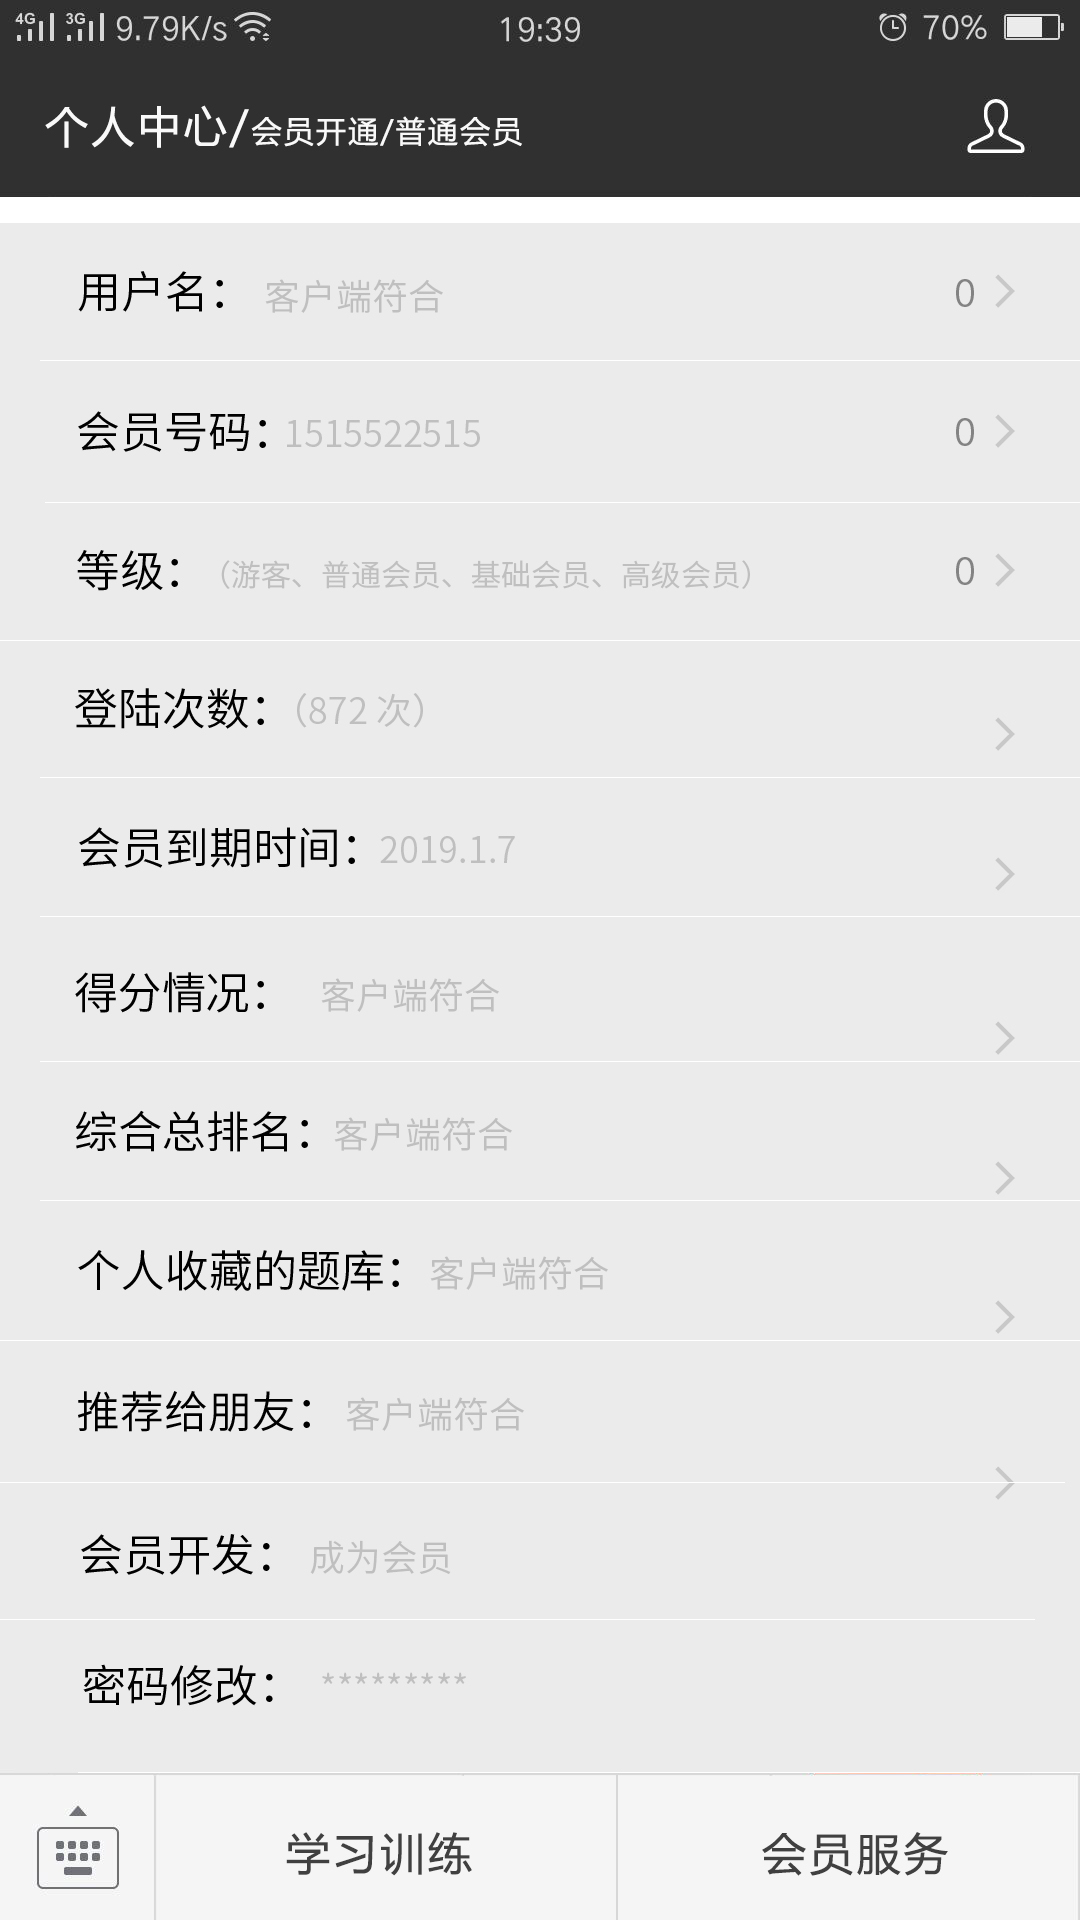 4G 3G 9.79K/s 19:39 70%
个人中心/会员开通/普通会员
用户名： 客户端符合 0
会员号码：1515522515 0
等级：（游客、普通会员、基础会员、高级会员） 0
登陆次数：（872 次）
会员到期时间：2019.1.7
得分情况： 客户端符合
综合总排名：客户端符合
个人收藏的题库： 客户端符合
推荐给朋友： 客户端符合
会员开发： 成为会员
密码修改： *********
学习训练 会员服务